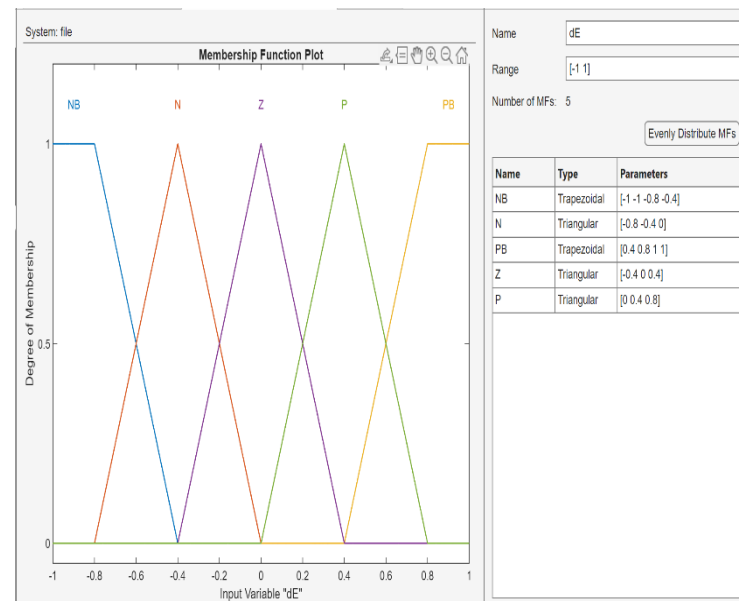 System: file
Membership Function Plot
NB N Z P PB
1
0.5
0
Degree of Membership
-1 -0.8 -0.6 -0.4 -0.2 0 0.2 0.4 0.6 0.8 1
Input Variable "dE"
Name dE
Range [-1 1]
Number of MFs: 5
Evenly Distribute MFs
Name Type Parameters
NB Trapezoidal [-1 -1 -0.8 -0.4]
N Triangular [-0.8 -0.4 0]
PB Trapezoidal [0.4 0.8 1 1]
Z Triangular [-0.4 0 0.4]
P Triangular [0 0.4 0.8]